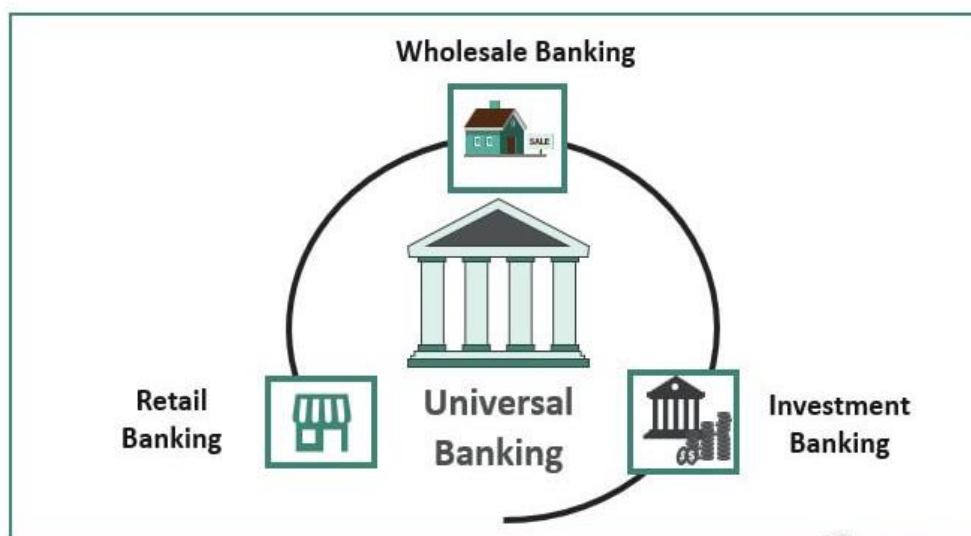 Wholesale Banking
SALE
Retail
Banking
Universal
Banking
Investment
Banking
$ $